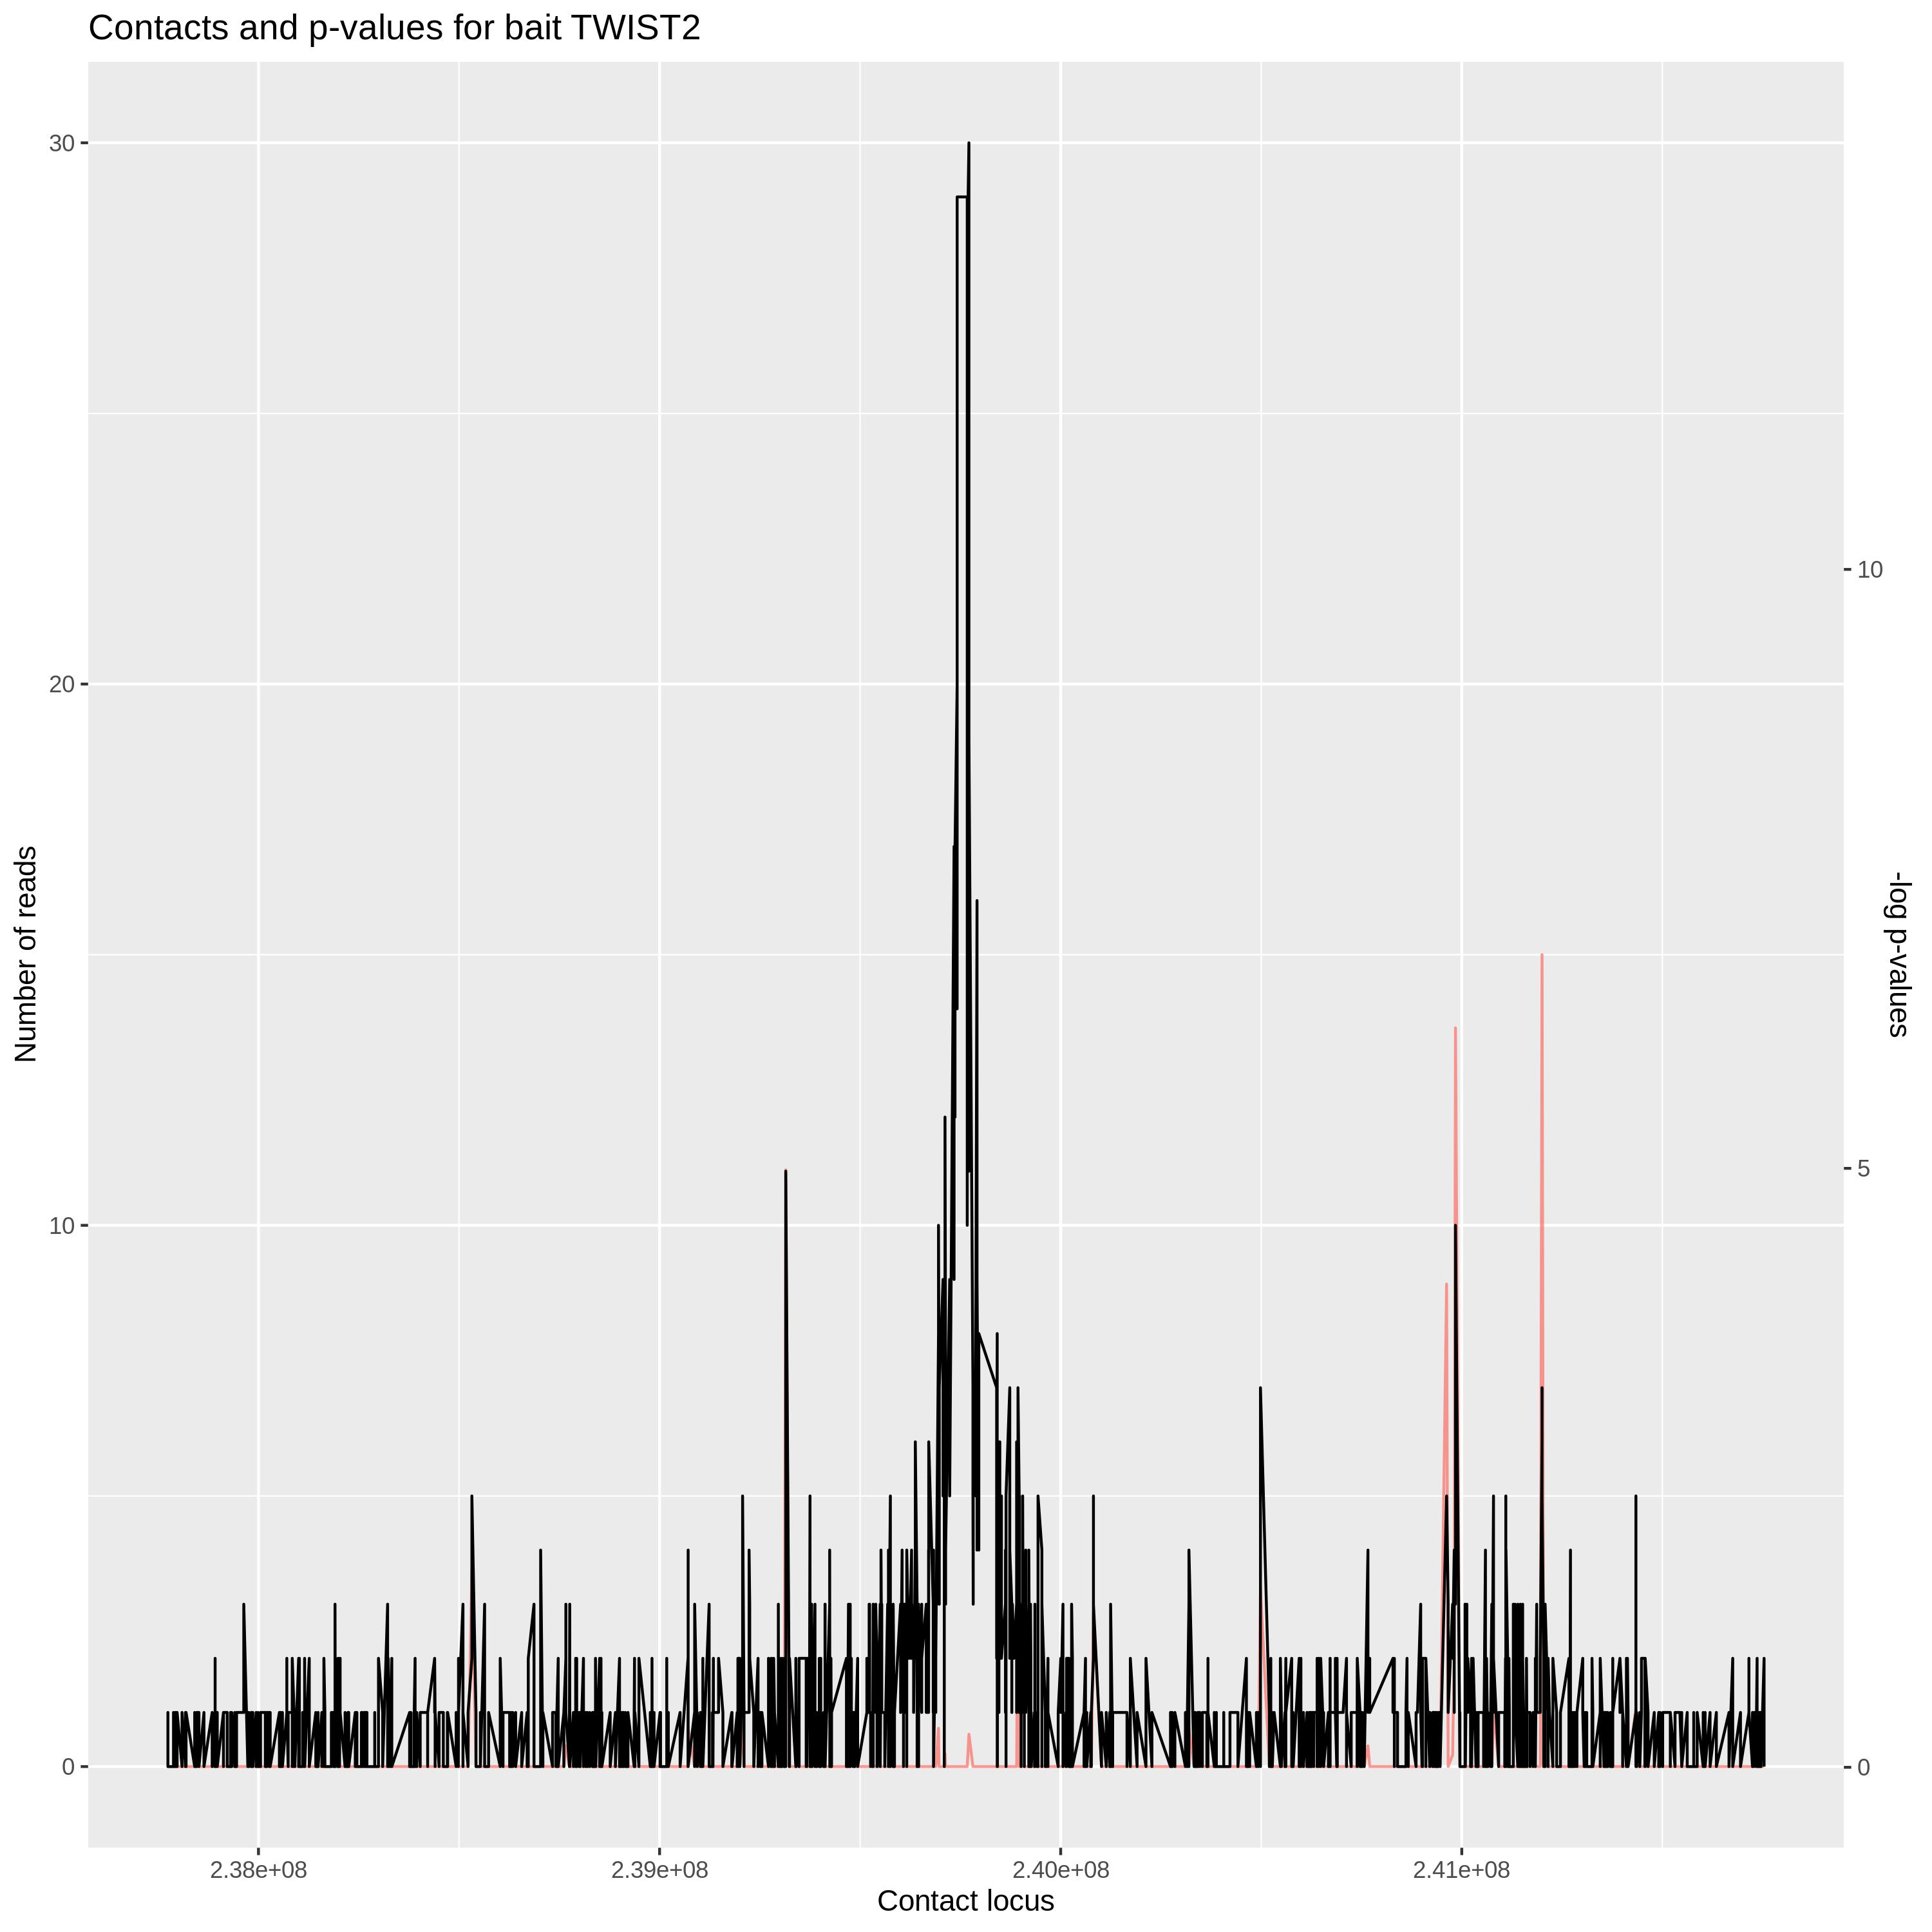 Contacts and p-values for bait TWIST2
30
20
10
0
Number of reads
10
5
0
-log p-values
2.38e+08
2.39e+08
2.40e+08
2.41e+08
Contact locus